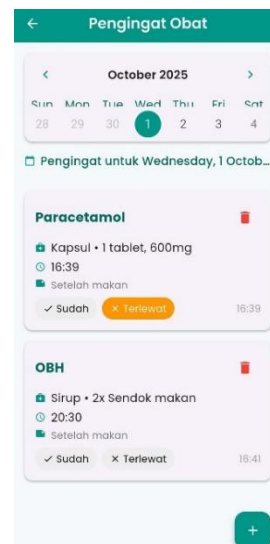 Pengingat Obat
October 2025
Sun Mon Tue Wed Thu Fri Sat
28 29 30 1 2 3 4
Pengingat untuk Wednesday, 1 Octob...
Paracetamol
Kapsul • 1 tablet, 600mg
16:39
Setelah makan
✓ Sudah × Terlewat 16:39
OBH
Sirup • 2x Sendok makan
20:30
Setelah makan
✓ Sudah × Terlewat 16:41
+